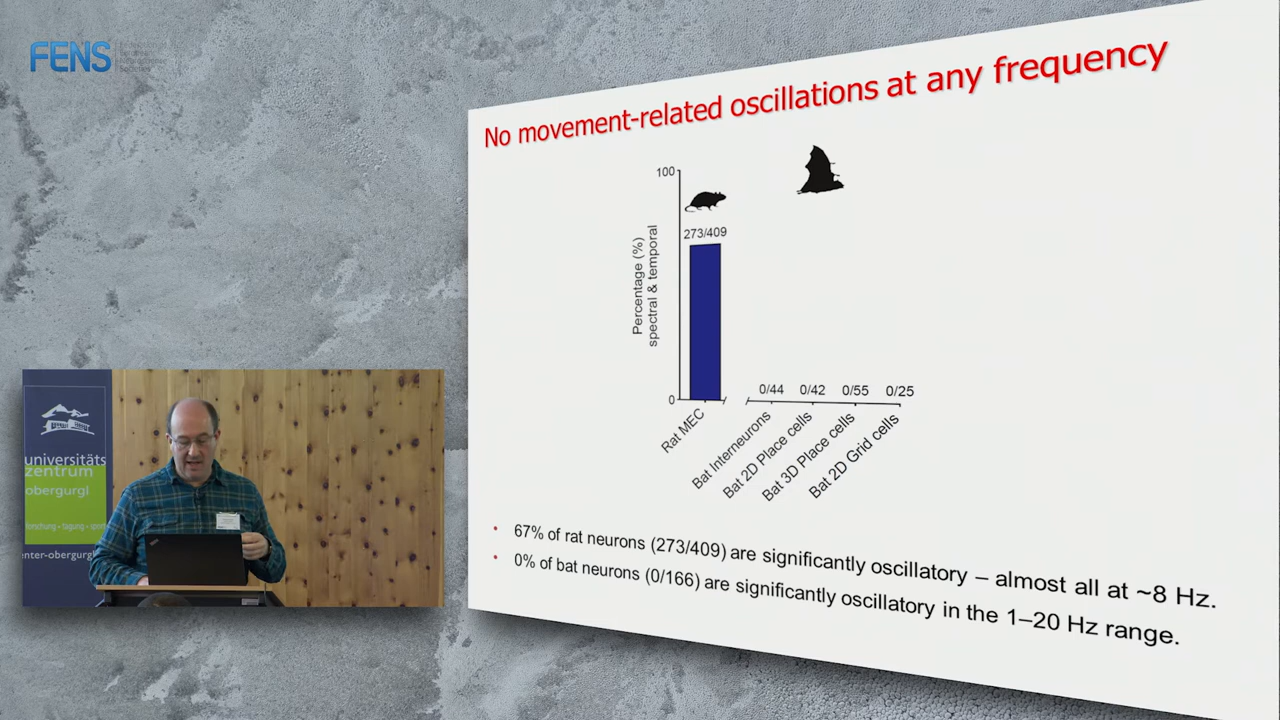 FENS
No movement-related oscillations at any frequency
100
273/409
Percentage (%)
spectral & temporal
0/44 0/42 0/55 0/25
0
Rat MEC
Bat Interneurons
Bat 2D Place cells
Bat 3D Place cells
Bat 2D Grid cells
• 67% of rat neurons (273/409) are significantly oscillatory – almost all at ~8 Hz.
• 0% of bat neurons (0/166) are significantly oscillatory in the 1–20 Hz range.
universitäts
zentrum
obergurgl
forschung • tagung • sport
enter-obergurgl